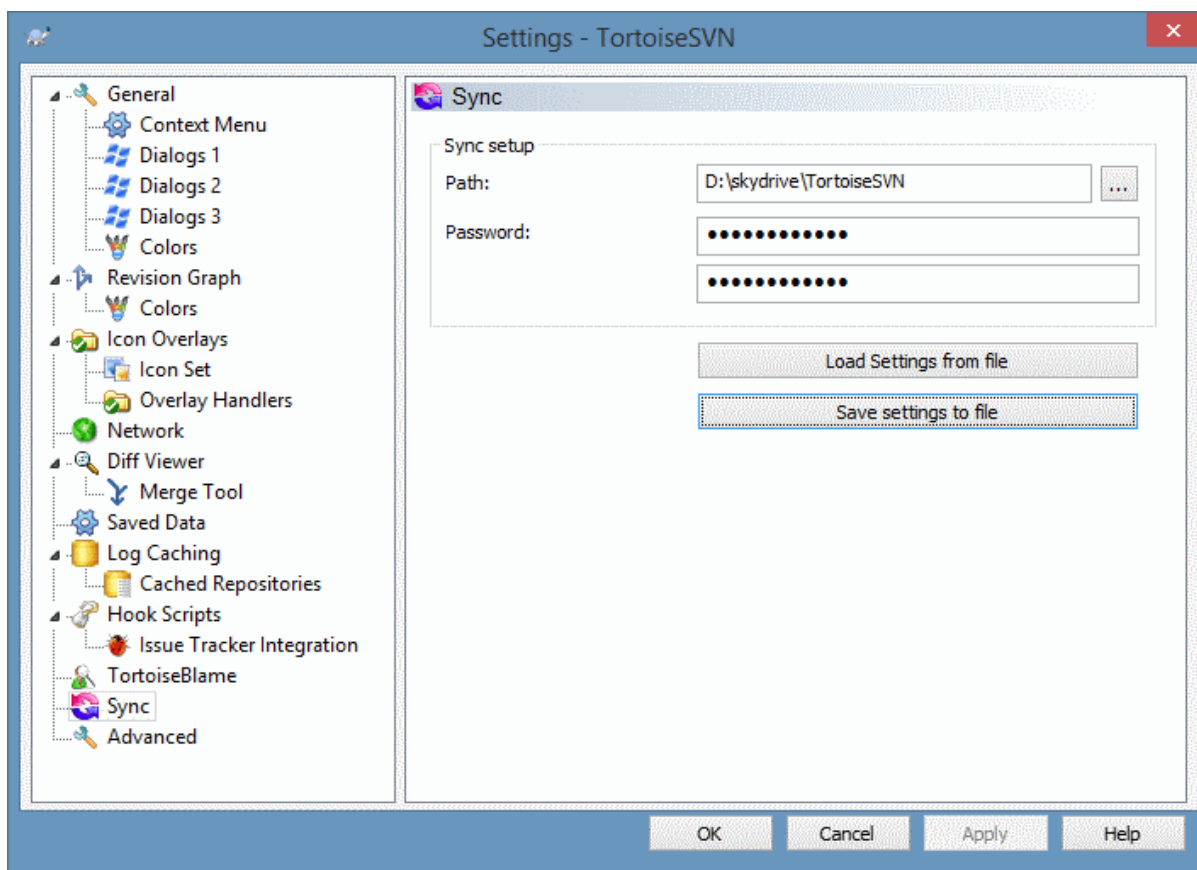 Settings - TortoiseSVN
General
Context Menu
Dialogs 1
Dialogs 2
Dialogs 3
Colors
Revision Graph
Colors
Icon Overlays
Icon Set
Overlay Handlers
Network
Diff Viewer
Merge Tool
Saved Data
Log Caching
Cached Repositories
Hook Scripts
Issue Tracker Integration
TortoiseBlame
Sync
Advanced
Sync
Sync setup
Path: D:\skydrive\TortoiseSVN ...
Password: ●●●●●●●●●●●●
●●●●●●●●●●●●
Load Settings from file
Save settings to file
OK Cancel Apply Help